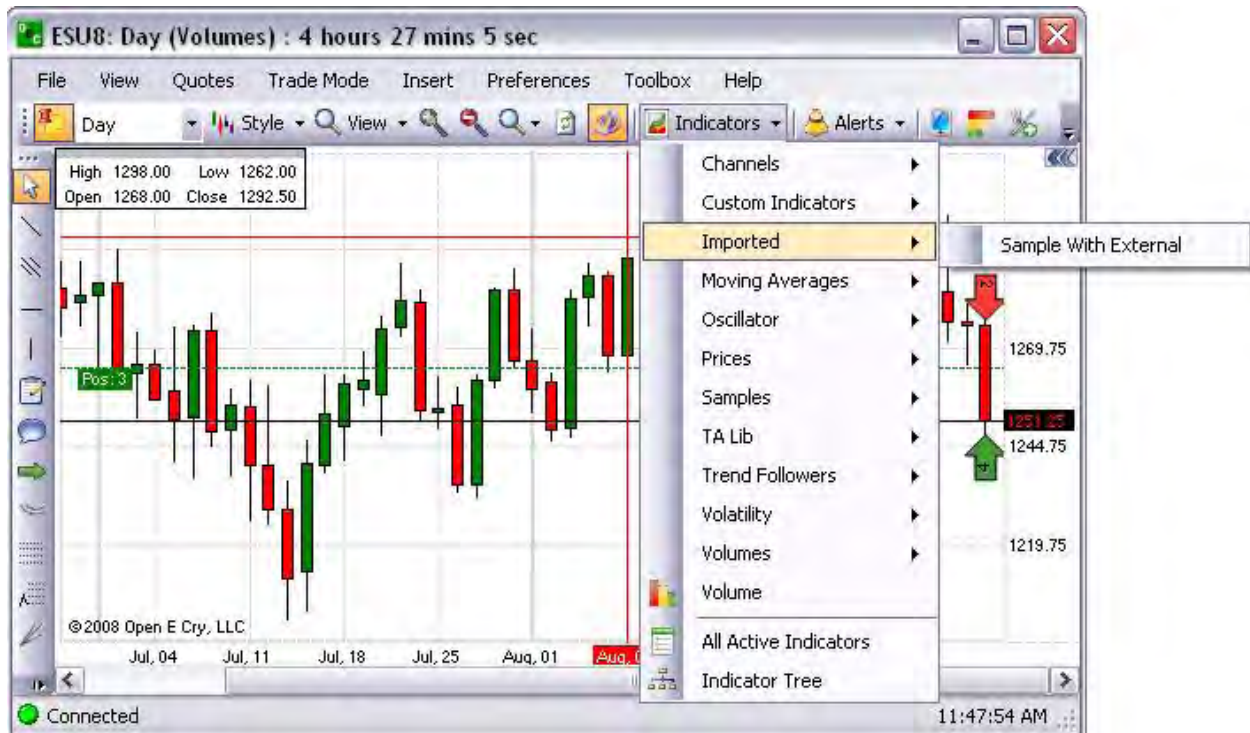 ESU8: Day (Volumes) : 4 hours 27 mins 5 sec
File View Quotes Trade Mode Insert Preferences Toolbox Help
Day Style View Indicators Alerts
High 1298.00 Low 1262.00
Open 1268.00 Close 1292.50
Channels
Custom Indicators
Imported
Sample With External
Moving Averages
Oscillator
Prices
Samples
TA Lib
Trend Followers
Volatility
Volumes
Volume
All Active Indicators
Indicator Tree
2
1269.75
Pos: 3
1251.25
1244.75
4
1219.75
©2008 Open E Cry, LLC
Jul, 04 Jul, 11 Jul, 18 Jul, 25 Aug, 01 Aug,
Connected 11:47:54 AM